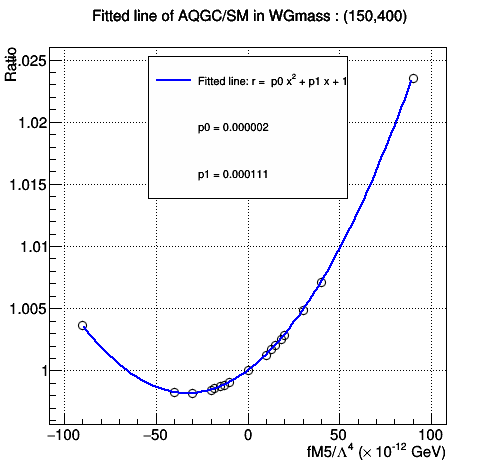 Fitted line of AQGC/SM in WGmass : (150,400)
Ratio
1.025
1.02
1.015
1.01
1.005
1
Fitted line: r =  p0 x² + p1 x + 1
p0 = 0.000002
p1 = 0.000111
−100 −50 0 50 100
fM5/Λ⁴ (× 10⁻¹² GeV)